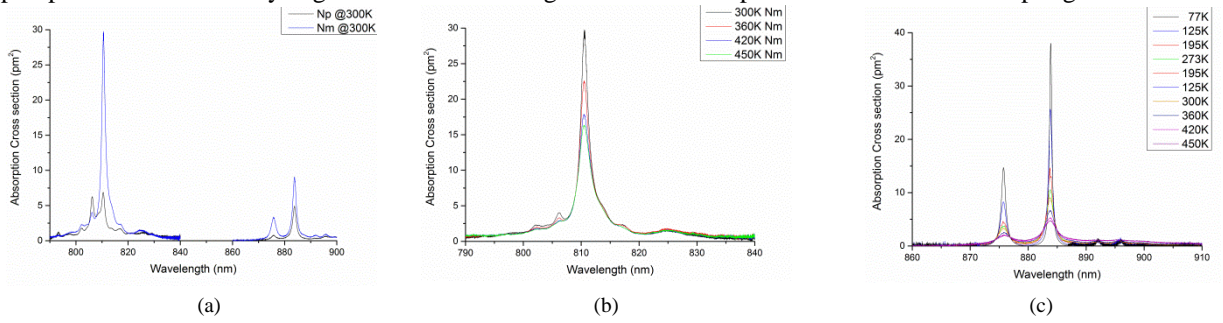 Np @300K
Nm @300K
Absorption Cross section (pm²)
30
25
20
15
10
5
0
800 820 840 860 880 900
Wavelength (nm)
(a)
300K Nm
360K Nm
420K Nm
450K Nm
Absorption Cross section (pm²)
30
25
20
15
10
5
0
790 800 810 820 830 840
Wavelength (nm)
(b)
77K
125K
195K
273K
195K
125K
300K
360K
420K
450K
Absorption Cross section (pm²)
40
30
20
10
0
860 870 880 890 900 910
Wavelength (nm)
(c)